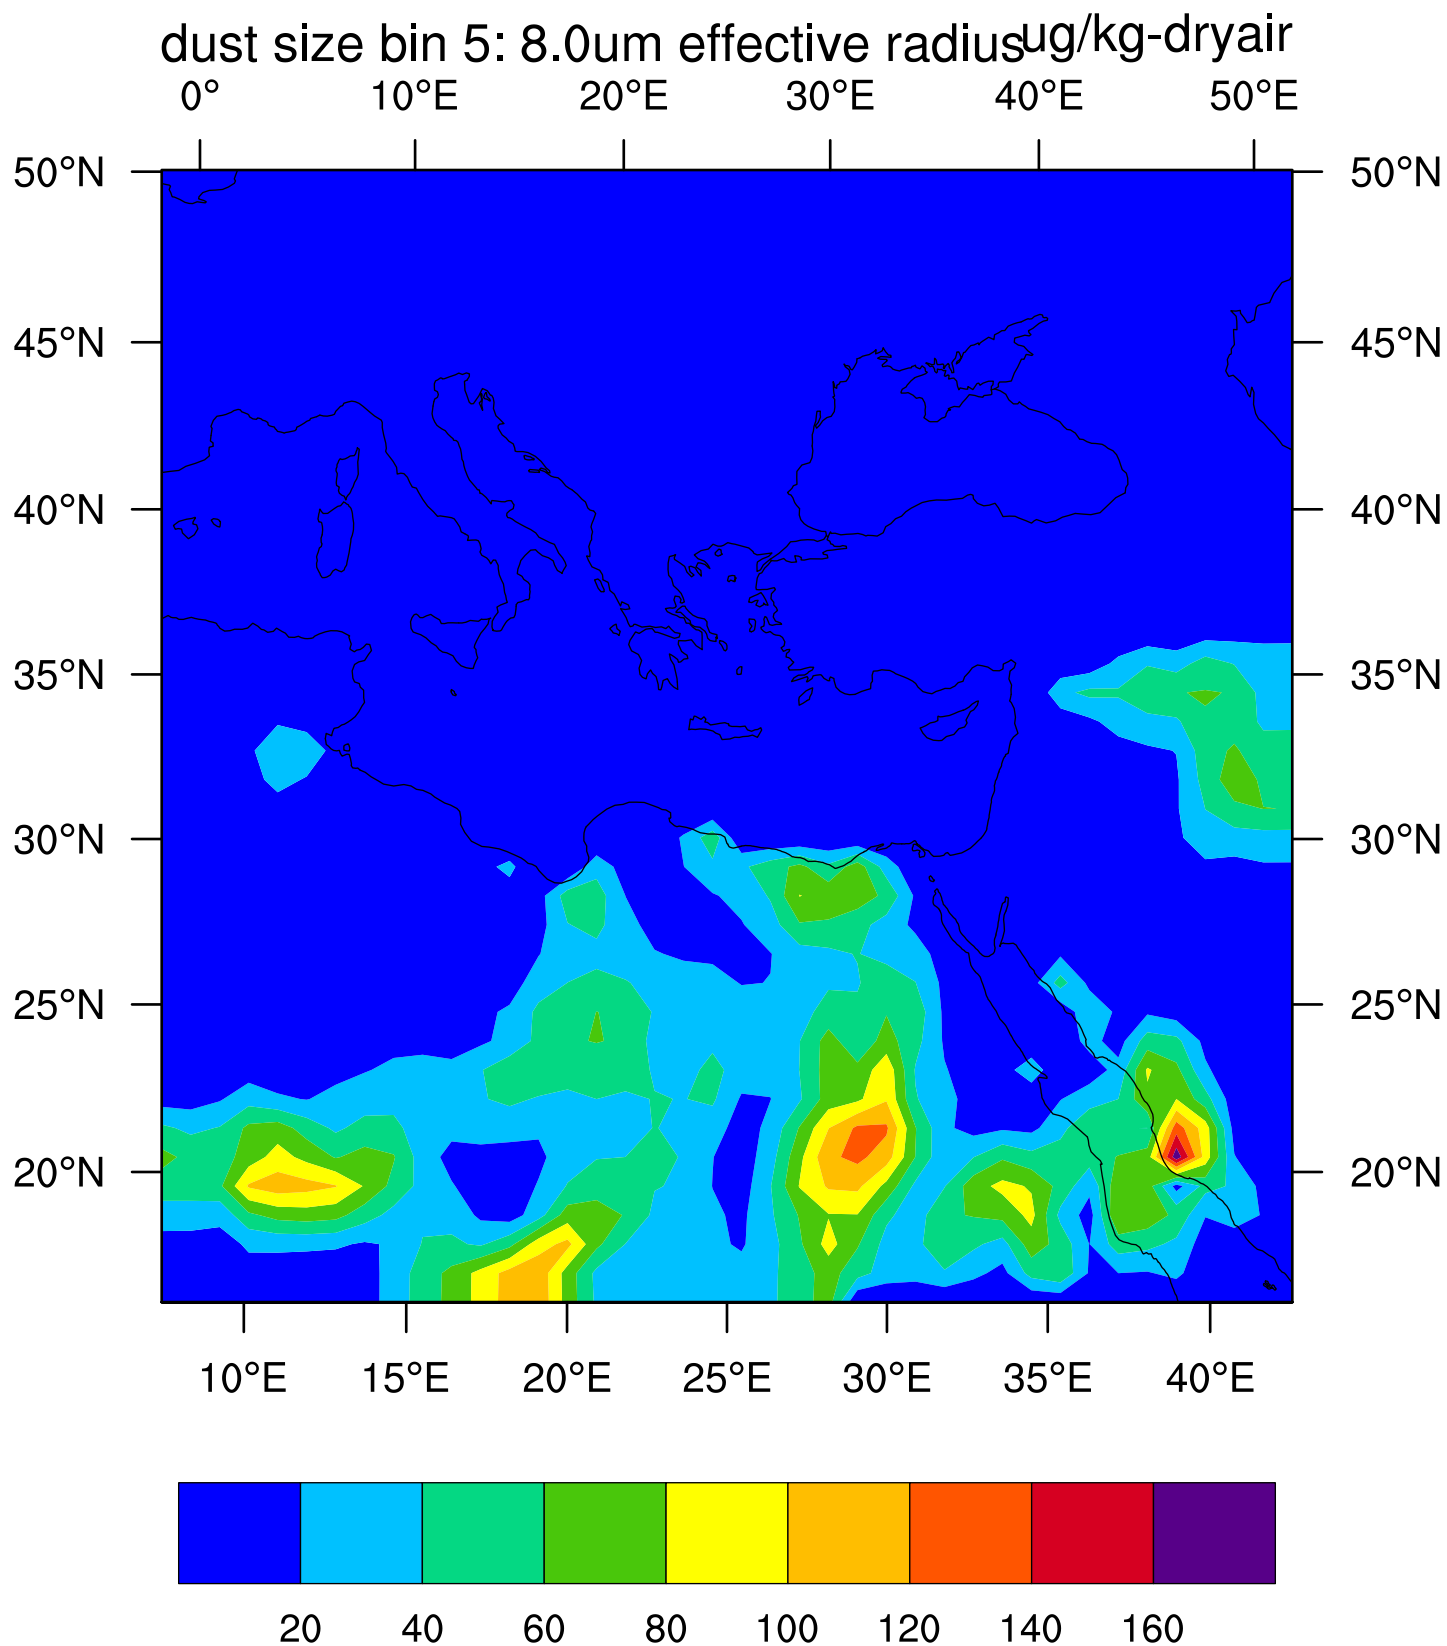 dust size bin 5: 8.0um effective radius ug/kg-dryair
0° 10°E 20°E 30°E 40°E 50°E
50°N 50°N
45°N 45°N
40°N 40°N
35°N 35°N
30°N 30°N
25°N 25°N
20°N 20°N
10°E 15°E 20°E 25°E 30°E 35°E 40°E
20 40 60 80 100 120 140 160